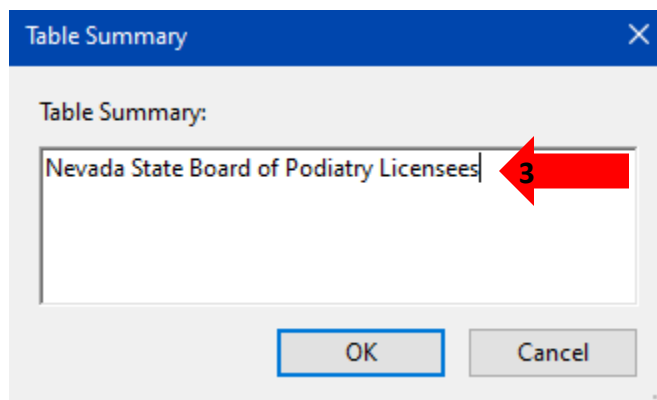 Table Summary
Table Summary:
Nevada State Board of Podiatry Licensees
3
OK
Cancel